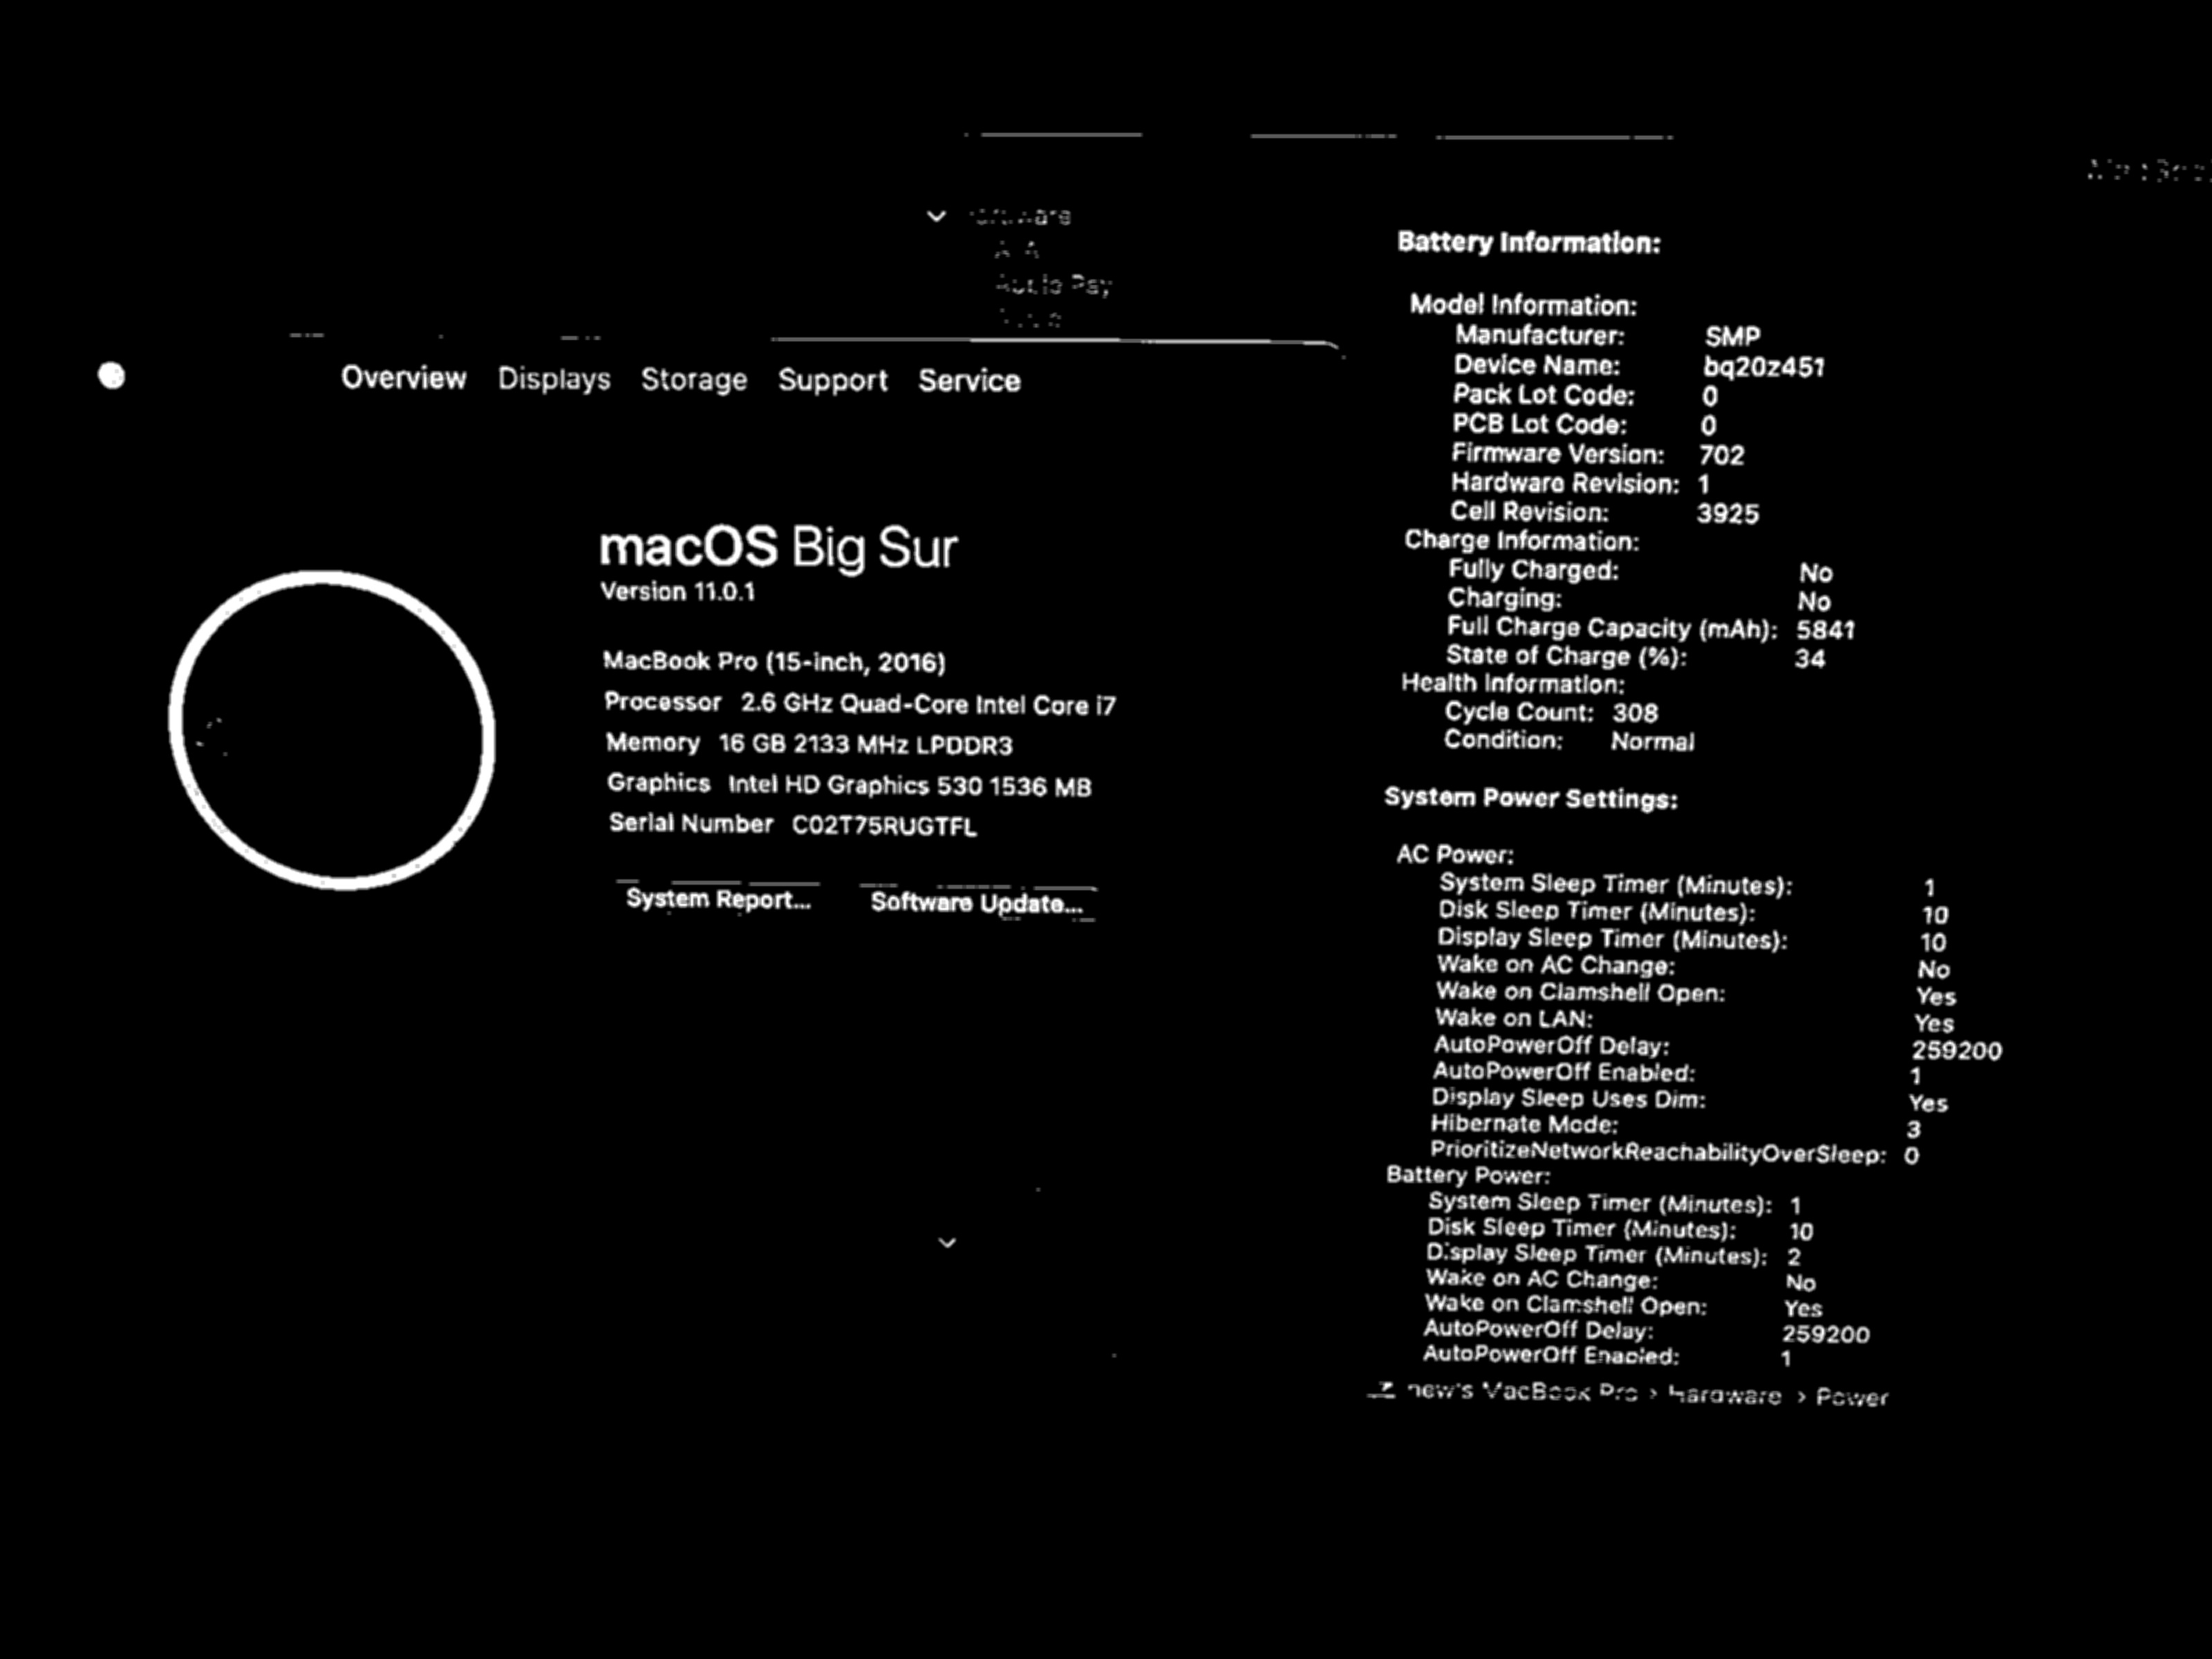 Overview Displays Storage Support Service
macOS Big Sur
Version 11.0.1
MacBook Pro (15-inch, 2016)
Processor 2.6 GHz Quad-Core Intel Core i7
Memory 16 GB 2133 MHz LPDDR3
Graphics Intel HD Graphics 530 1536 MB
Serial Number C02T75RUGTFL
System Report... Software Update...
Battery Information:
Model Information:
Manufacturer: SMP
Device Name: bq20z451
Pack Lot Code: 0
PCB Lot Code: 0
Firmware Version: 702
Hardware Revision: 1
Cell Revision: 3925
Charge Information:
Fully Charged: No
Charging: No
Full Charge Capacity (mAh): 5841
State of Charge (%): 34
Health Information:
Cycle Count: 308
Condition: Normal
System Power Settings:
AC Power:
System Sleep Timer (Minutes): 1
Disk Sleep Timer (Minutes): 10
Display Sleep Timer (Minutes): 10
Wake on AC Change: No
Wake on Clamshell Open: Yes
Wake on LAN: Yes
AutoPowerOff Delay: 259200
AutoPowerOff Enabled: 1
Display Sleep Uses Dim: Yes
Hibernate Mode: 3
PrioritizeNetworkReachabilityOverSleep: 0
Battery Power:
System Sleep Timer (Minutes): 1
Disk Sleep Timer (Minutes): 10
Display Sleep Timer (Minutes): 2
Wake on AC Change: No
Wake on Clamshell Open: Yes
AutoPowerOff Delay: 259200
AutoPowerOff Enabled: 1
MacBook Pro › Hardware › Power